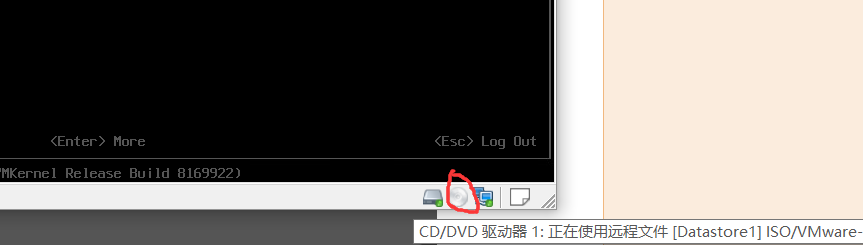 <Enter> More <Esc> Log Out
VMKernel Release Build 8169922)
CD/DVD 驱动器 1: 正在使用远程文件 [Datastore1] ISO/VMware-